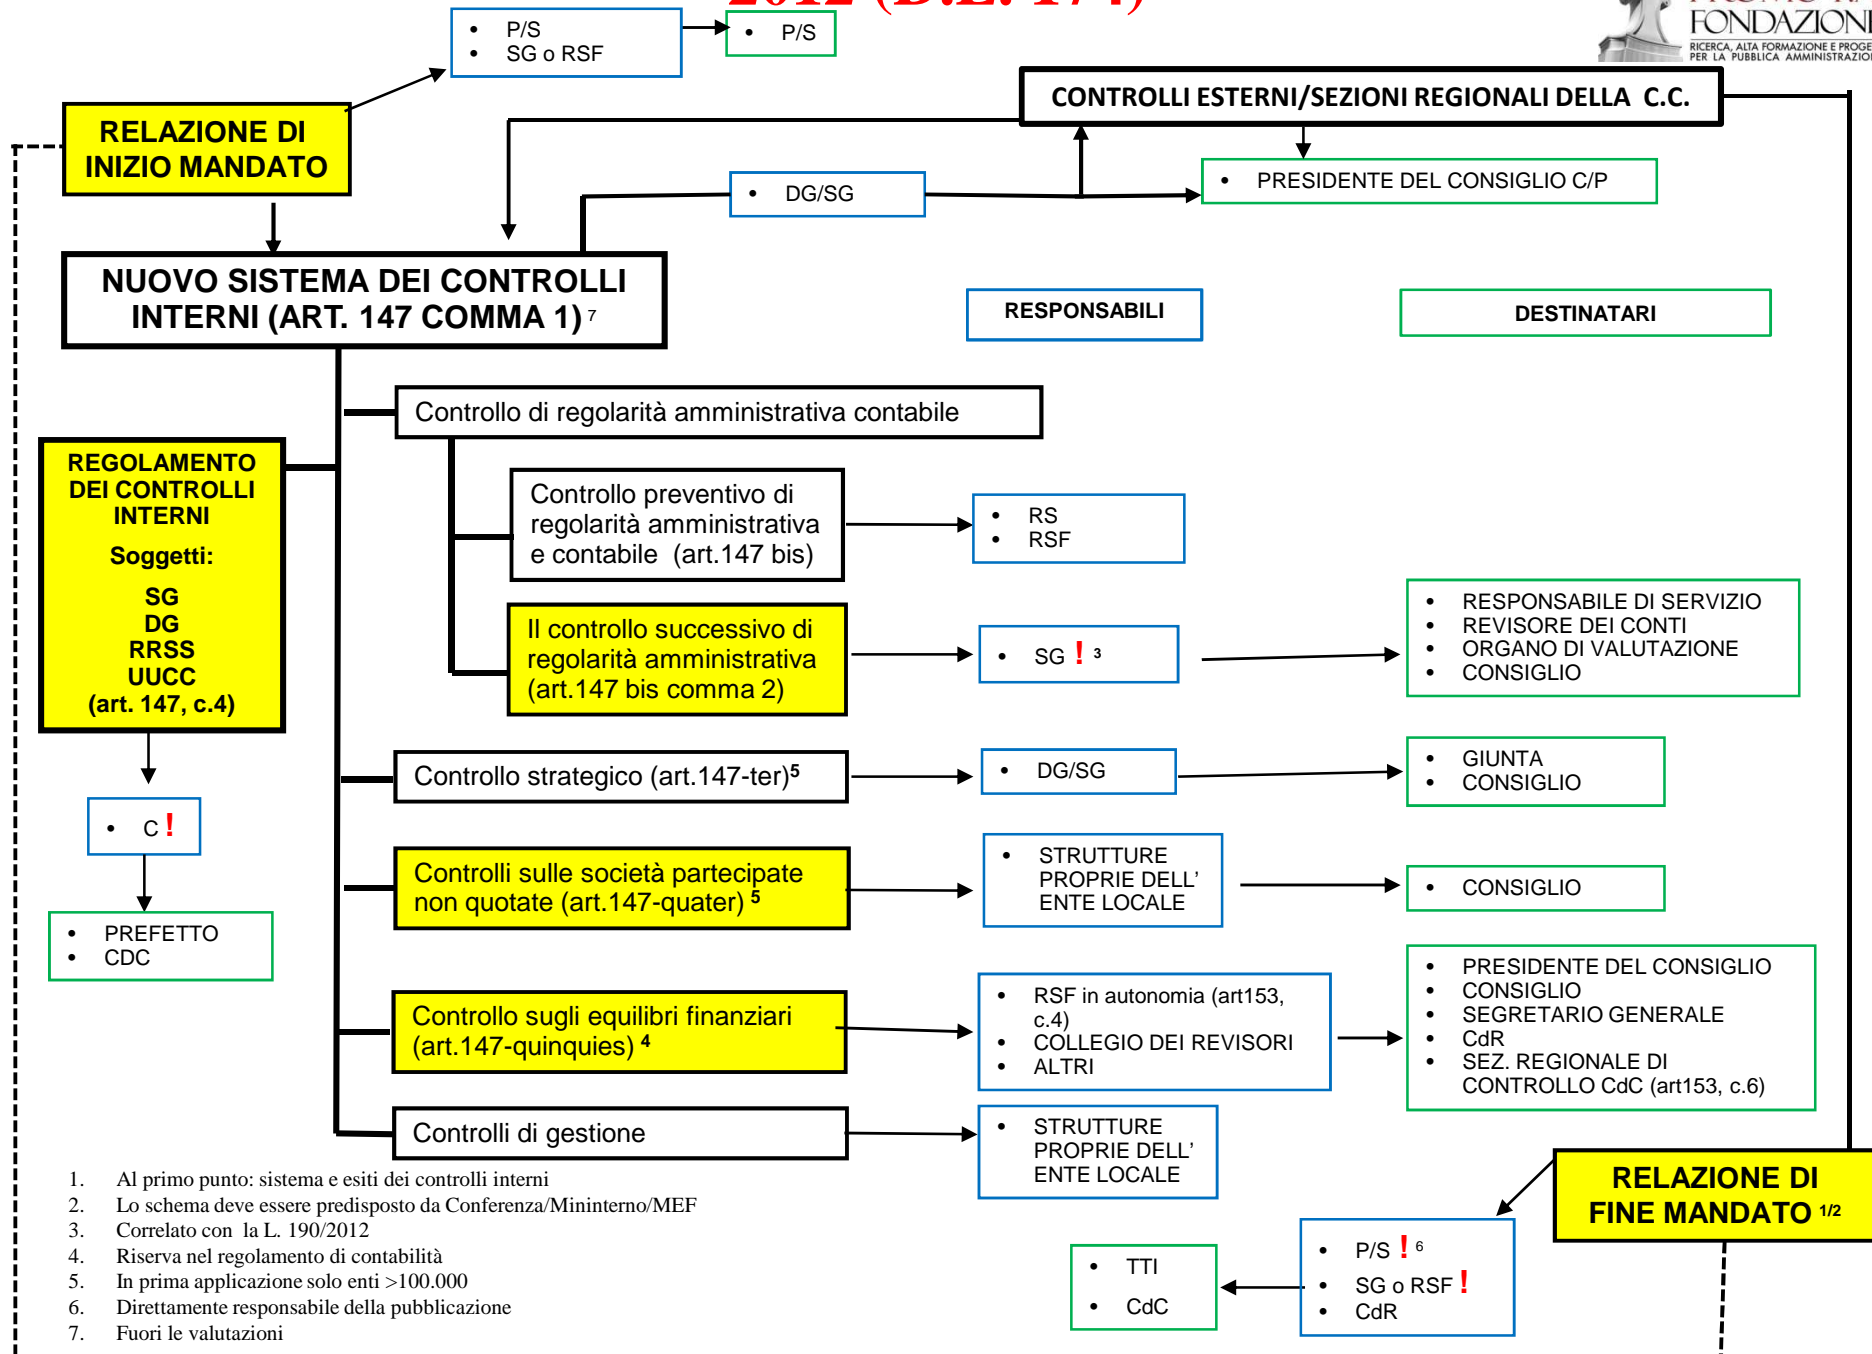 2012 (D.L. 174)
FONDAZIONE
RICERCA, ALTA FORMAZIONE E PROGE
PER LA PUBBLICA AMMINISTRAZION
• P/S
• SG o RSF
• P/S
CONTROLLI ESTERNI/SEZIONI REGIONALI DELLA C.C.
RELAZIONE DI
INIZIO MANDATO
• DG/SG
• PRESIDENTE DEL CONSIGLIO C/P
NUOVO SISTEMA DEI CONTROLLI
INTERNI (ART. 147 COMMA 1) 7
RESPONSABILI
DESTINATARI
Controllo di regolarità amministrativa contabile
REGOLAMENTO
DEI CONTROLLI
INTERNI
Soggetti:
SG
DG
RRSS
UUCC
(art. 147, c.4)
Controllo preventivo di
regolarità amministrativa
e contabile (art.147 bis)
• RS
• RSF
Il controllo successivo di
regolarità amministrativa
(art.147 bis comma 2)
• SG ! 3
• RESPONSABILE DI SERVIZIO
• REVISORE DEI CONTI
• ORGANO DI VALUTAZIONE
• CONSIGLIO
Controllo strategico (art.147-ter)5
• DG/SG
• GIUNTA
• CONSIGLIO
• C !
• PREFETTO
• CDC
Controlli sulle società partecipate
non quotate (art.147-quater) 5
• STRUTTURE
PROPRIE DELL’
ENTE LOCALE
• CONSIGLIO
Controllo sugli equilibri finanziari
(art.147-quinquies) 4
• RSF in autonomia (art153,
c.4)
• COLLEGIO DEI REVISORI
• ALTRI
• PRESIDENTE DEL CONSIGLIO
• CONSIGLIO
• SEGRETARIO GENERALE
• CdR
• SEZ. REGIONALE DI
CONTROLLO CdC (art153, c.6)
Controlli di gestione
• STRUTTURE
PROPRIE DELL’
ENTE LOCALE
RELAZIONE DI
FINE MANDATO 1/2
• P/S ! 6
• SG o RSF !
• CdR
• TTI
• CdC
1. Al primo punto: sistema e esiti dei controlli interni
2. Lo schema deve essere predisposto da Conferenza/Mininterno/MEF
3. Correlato con la L. 190/2012
4. Riserva nel regolamento di contabilità
5. In prima applicazione solo enti >100.000
6. Direttamente responsabile della pubblicazione
7. Fuori le valutazioni